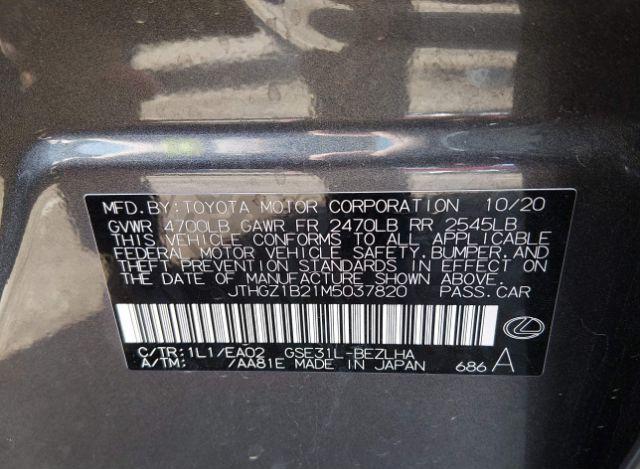 MFD.BY:TOYOTA MOTOR CORPORATION 10/20
GVWR 4700LB GAWR FR 2470LB RR 2545LB
THIS VEHICLE CONFORMS TO ALL APPLICABLE
FEDERAL MOTOR VEHICLE SAFETY,BUMPER,AND
THEFT PREVENTION STANDARDS IN EFFECT ON
THE DATE OF MANUFACTURE SHOWN ABOVE.
JTHGZ1B21M5037820 PASS.CAR
C/TR:1L1/EA02 GSE31L-BEZLHA
A/TM: /AA81E MADE IN JAPAN 686 A